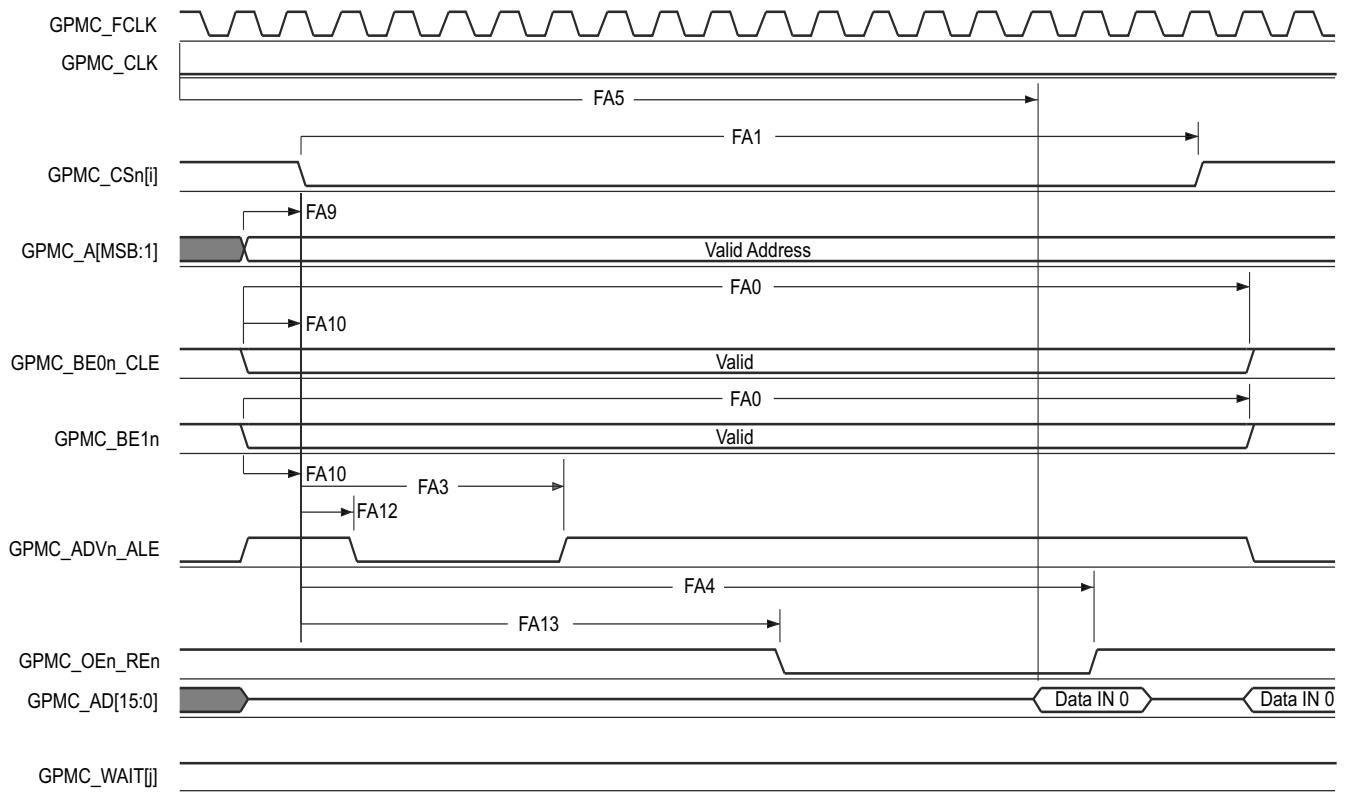 GPMC_FCLK
GPMC_CLK
FA5
FA1
GPMC_CSn[i]
FA9
GPMC_A[MSB:1] Valid Address
FA0
FA10
GPMC_BE0n_CLE Valid
FA0
GPMC_BE1n Valid
FA10
FA3
FA12
GPMC_ADVn_ALE
FA4
FA13
GPMC_OEn_REn
GPMC_AD[15:0] Data IN 0 Data IN 0
GPMC_WAIT[j]